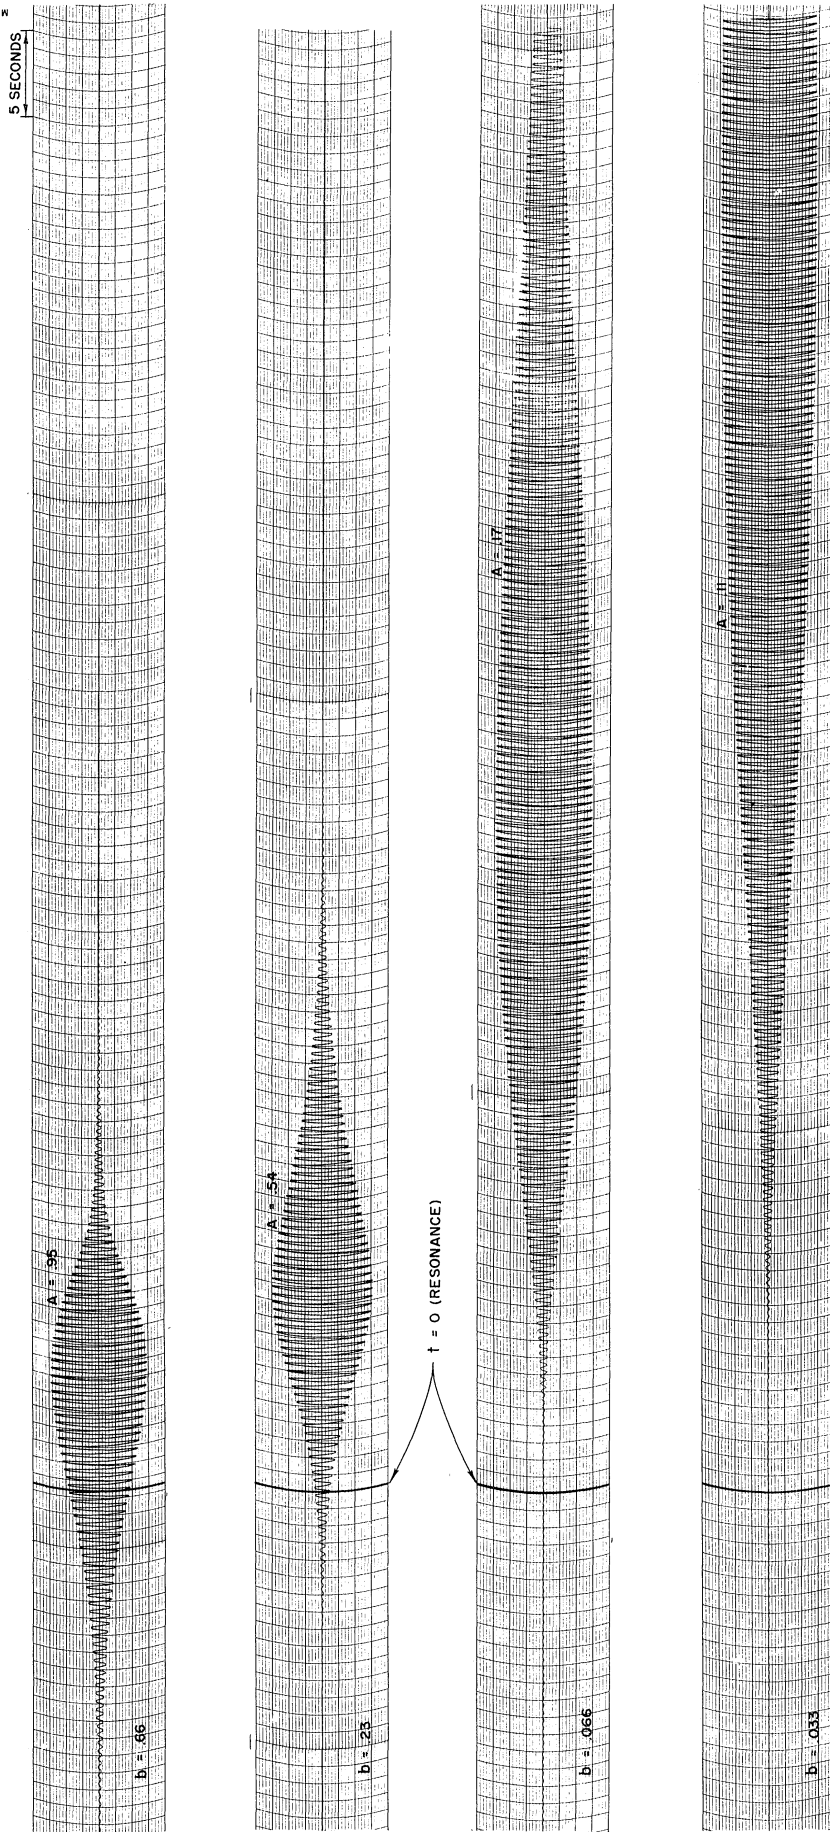 M
5 SECONDS
A = .95
b = .66
A = .54
b = .23
t = 0 (RESONANCE)
A = .17
b = .066
A = .11
b = .033